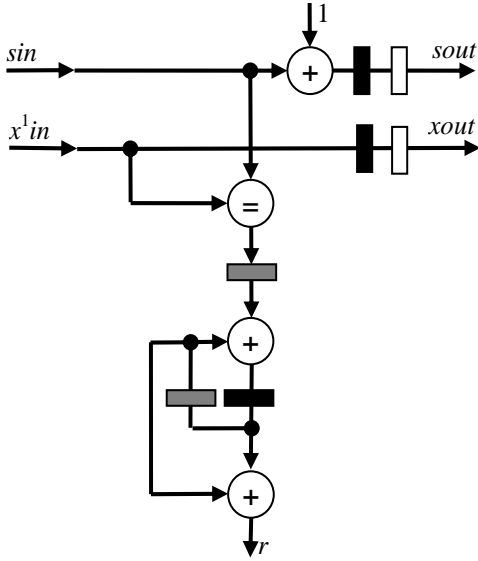 1
sin
+
sout
x¹in
xout
=
+
+
r